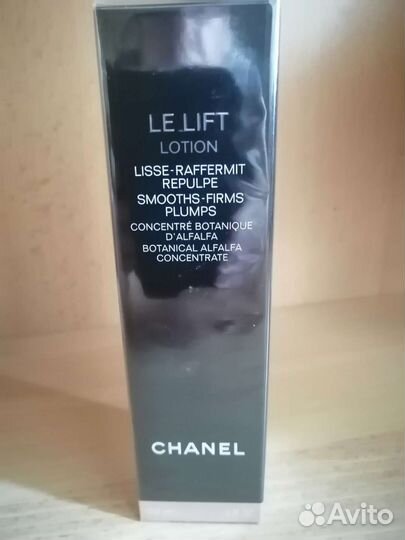 LE LIFT
LOTION
LISSE-RAFFERMIT
REPULPE
SMOOTHS-FIRMS
PLUMPS
CONCENTRÉ BOTANIQUE
D'ALFALFA
BOTANICAL ALFALFA
CONCENTRATE
CHANEL
Avito